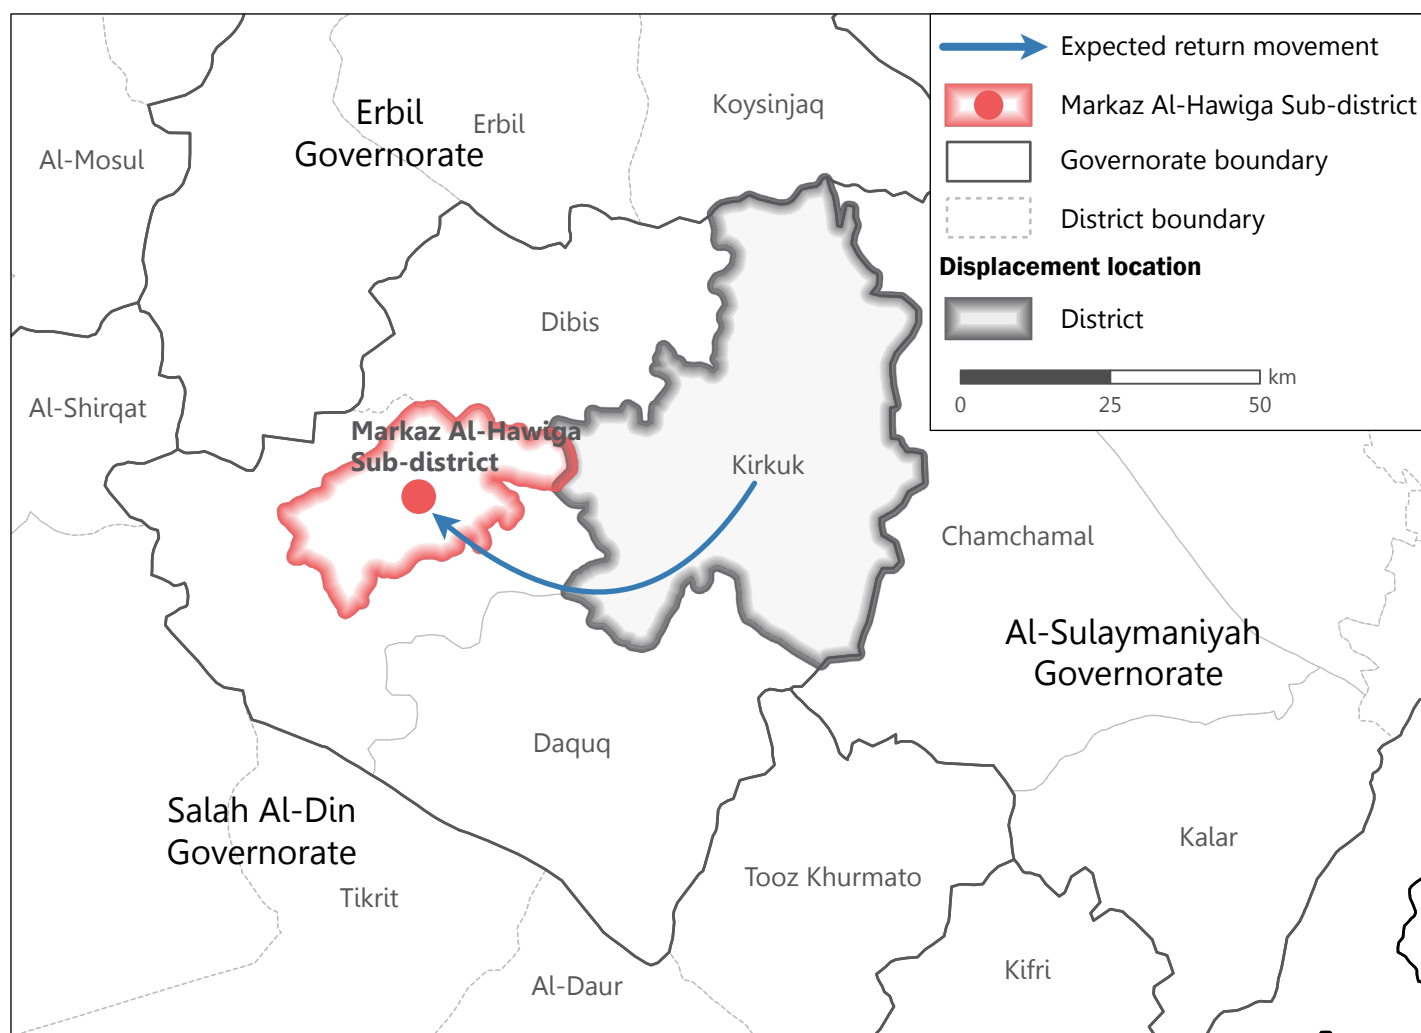 Expected return movement
Markaz Al-Hawiga Sub-district
Governorate boundary
District boundary
Displacement location
District
km
0 25 50
Erbil
Governorate
Erbil
Koysinjaq
Al-Mosul
Dibis
Al-Shirqat
Markaz Al-Hawiga
Sub-district
Kirkuk
Chamchamal
Al-Sulaymaniyah
Governorate
Daquq
Salah Al-Din
Governorate
Kalar
Tooz Khurmato
Tikrit
Kifri
Al-Daur